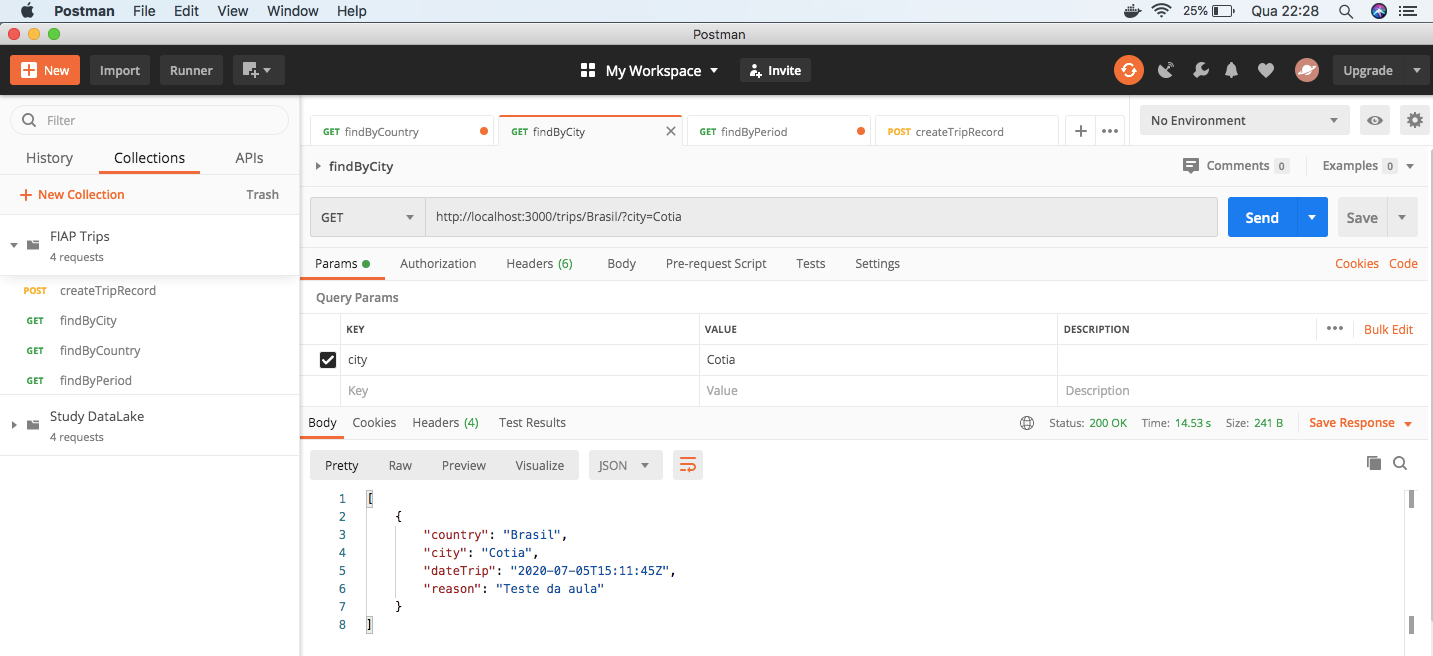 Postman File Edit View Window Help 25% Qua 22:28
Postman
New Import Runner My Workspace Invite Upgrade
Filter
History Collections APIs
New Collection Trash
FIAP Trips
4 requests
POST createTripRecord
GET findByCity
GET findByCountry
GET findByPeriod
Study DataLake
4 requests
GET findByCountry GET findByCity GET findByPeriod POST createTripRecord No Environment
findByCity Comments 0 Examples 0
GET http://localhost:3000/trips/Brasil/?city=Cotia Send Save
Params Authorization Headers (6) Body Pre-request Script Tests Settings Cookies Code
Query Params
KEY VALUE DESCRIPTION Bulk Edit
city Cotia
Key Value Description
Body Cookies Headers (4) Test Results Status: 200 OK Time: 14.53 s Size: 241 B Save Response
Pretty Raw Preview Visualize JSON
1 [
2 {
3 "country": "Brasil",
4 "city": "Cotia",
5 "dateTrip": "2020-07-05T15:11:45Z",
6 "reason": "Teste da aula"
7 }
8 ]